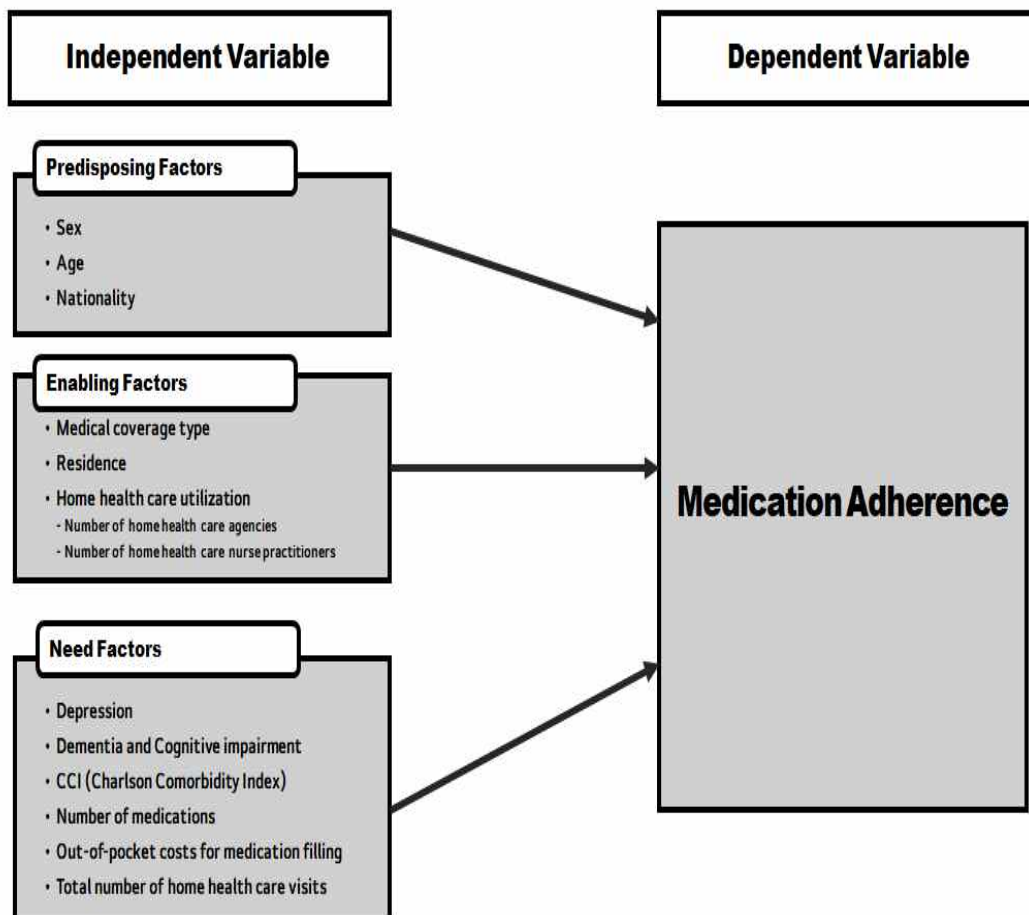 Independent Variable
Dependent Variable
Predisposing Factors
• Sex
• Age
• Nationality
Enabling Factors
• Medical coverage type
• Residence
• Home health care utilization
- Number of home health care agencies
- Number of home health care nurse practitioners
Medication Adherence
Need Factors
• Depression
• Dementia and Cognitive impairment
• CCI (Charlson Comorbidity Index)
• Number of medications
• Out-of-pocket costs for medication filling
• Total number of home health care visits